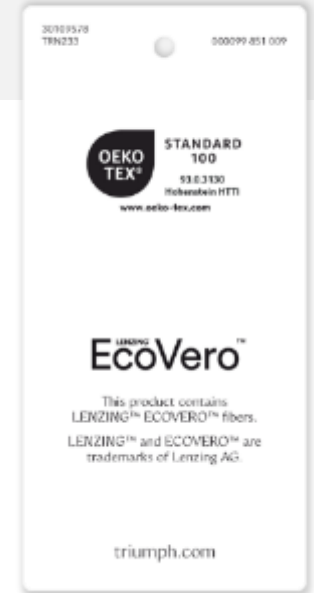 30109578
TRN233
000099 851 009
OEKO
TEX®
STANDARD
100
93.0.3130
Hohenstein HTTI
www.oeko-tex.com
LENZING
EcoVero™
This product contains
LENZING™ ECOVERO™ fibers.
LENZING™ and ECOVERO™ are
trademarks of Lenzing AG.
triumph.com